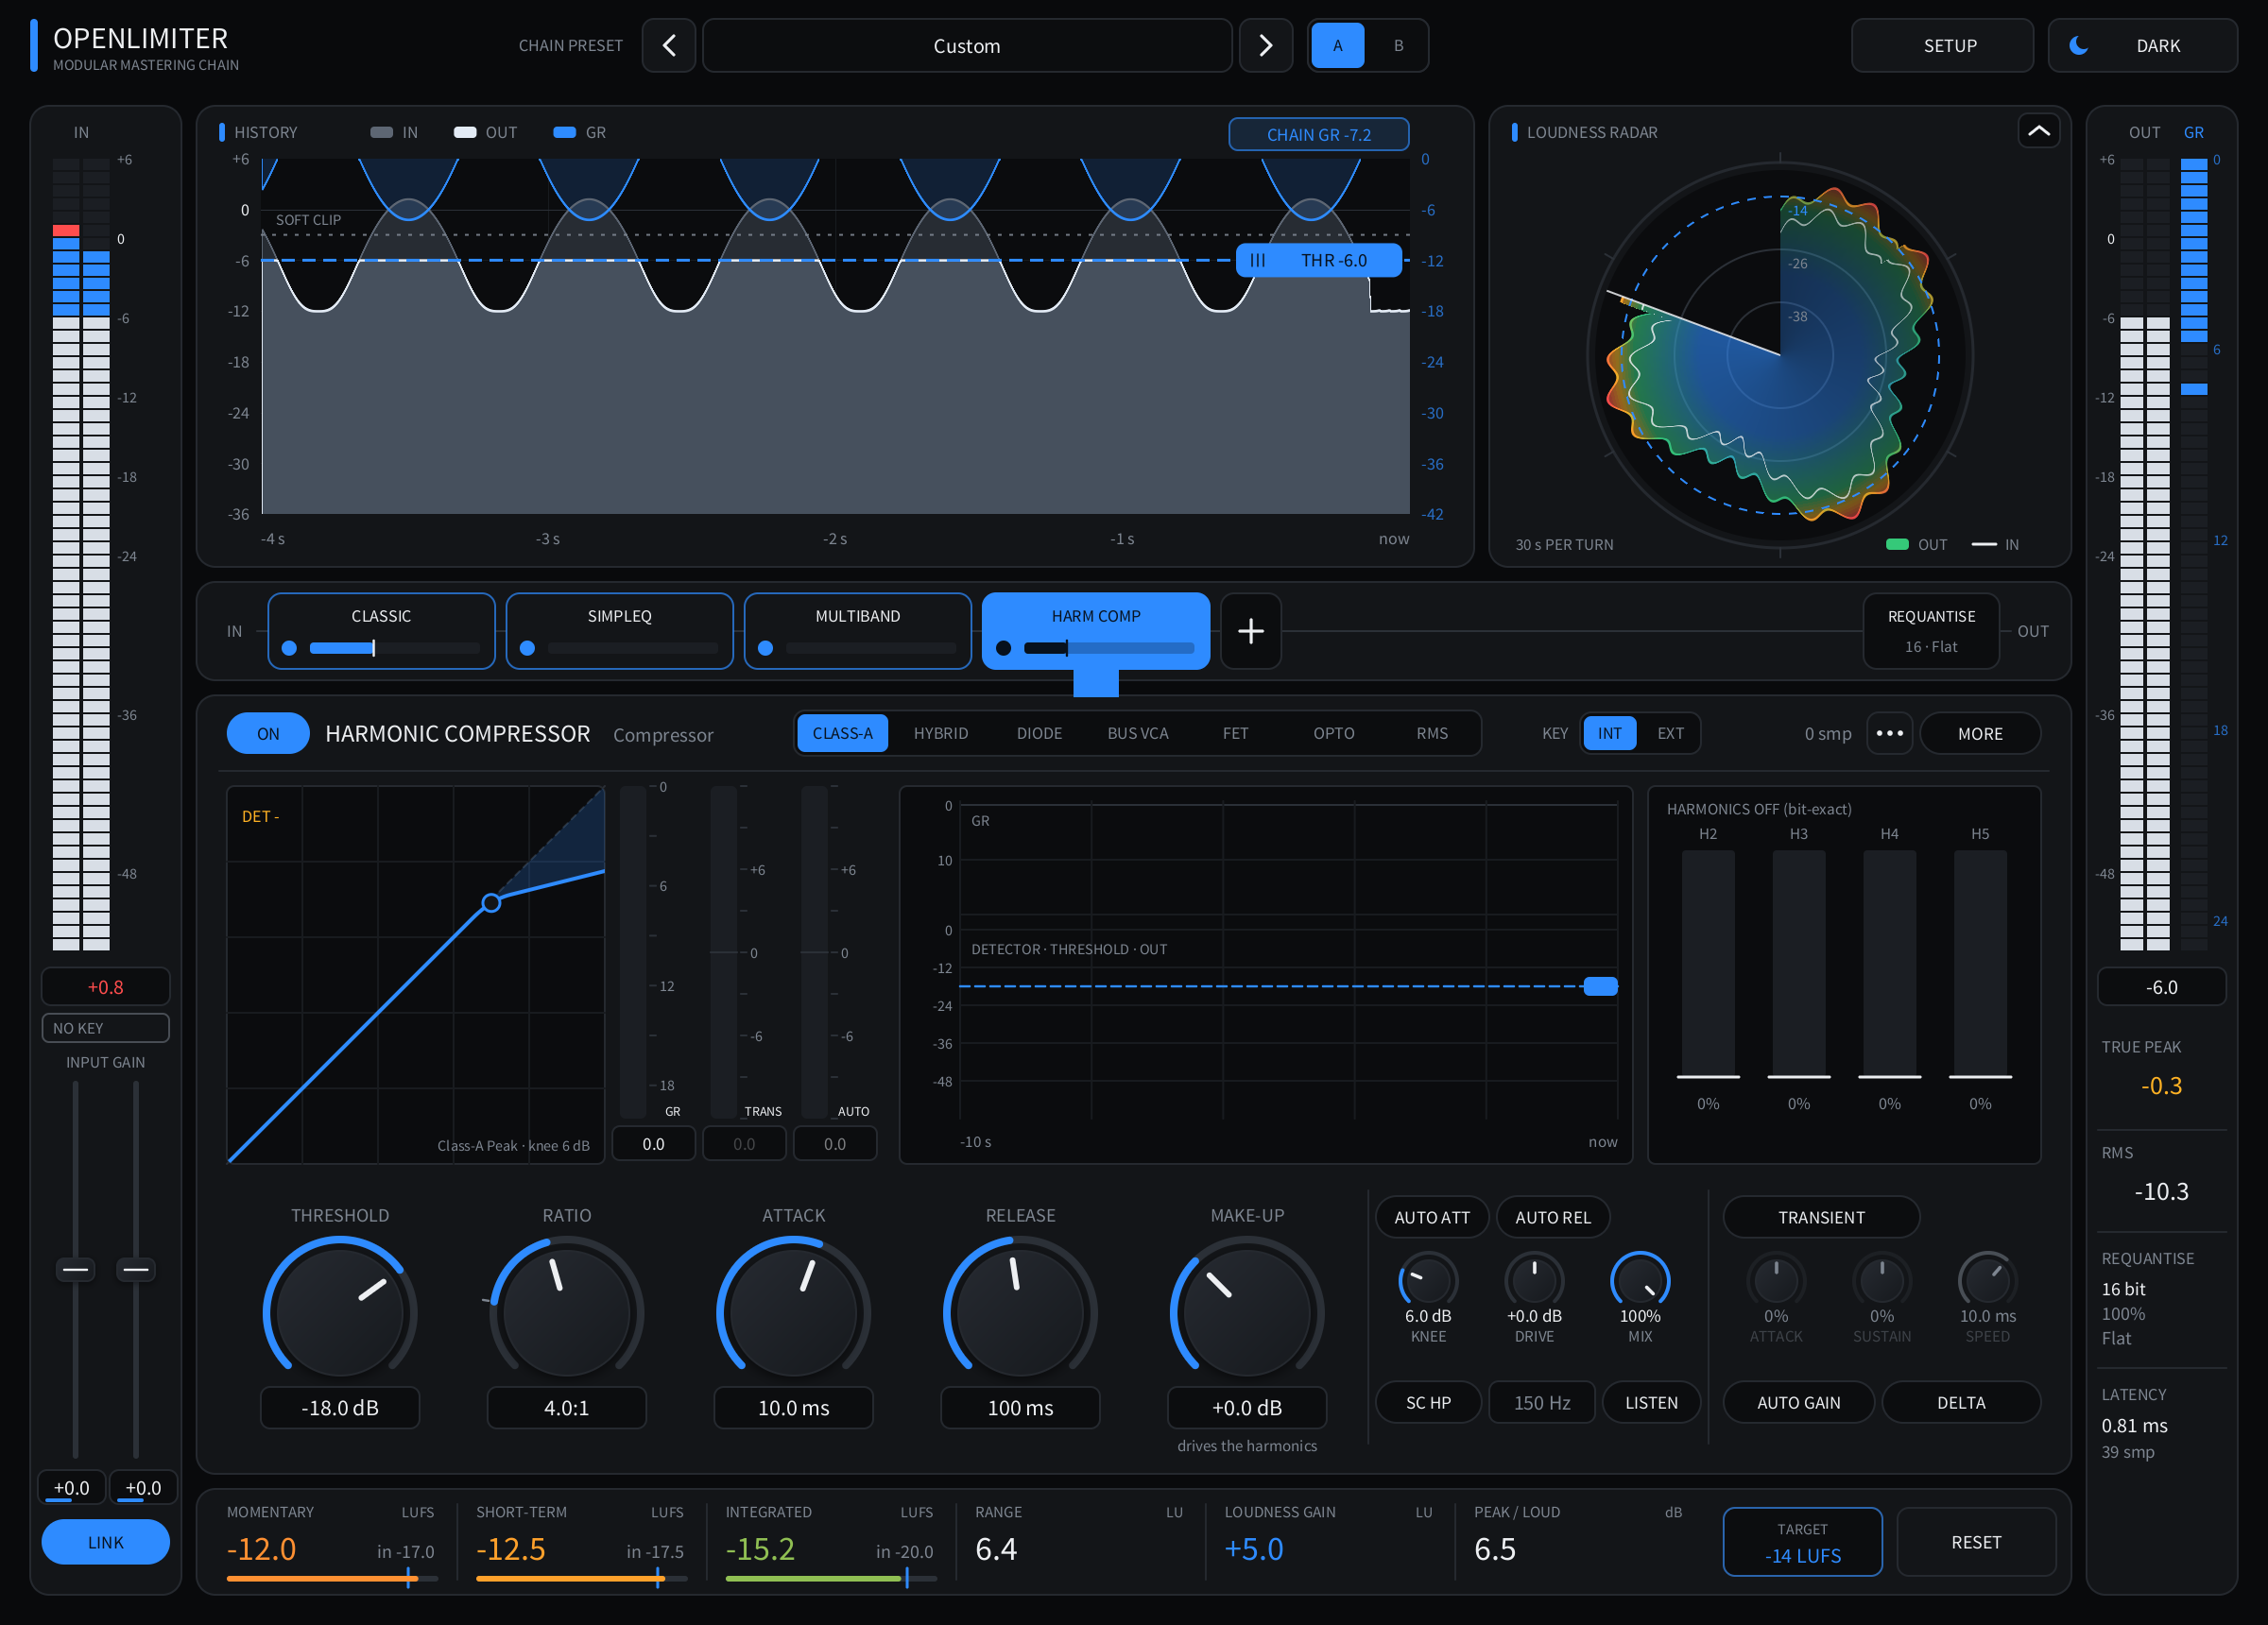 OPENLIMITER
MODULAR MASTERING CHAIN
CHAIN PRESET
Custom
A
B
SETUP
DARK
IN
+6
0
-6
-12
-18
-24
-36
-48
+0.8
NO KEY
INPUT GAIN
+0.0
+0.0
LINK
HISTORY
IN
OUT
GR
CHAIN GR -7.2
+6
0
-6
-12
-18
-24
-30
-36
SOFT CLIP
THR -6.0
0
-6
-12
-18
-24
-30
-36
-42
-4 s
-3 s
-2 s
-1 s
now
LOUDNESS RADAR
-14
-26
-38
30 s PER TURN
OUT
IN
IN
CLASSIC
SIMPLEQ
MULTIBAND
HARM COMP
REQUANTISE
16 · Flat
OUT
ON
HARMONIC COMPRESSOR
Compressor
CLASS-A
HYBRID
DIODE
BUS VCA
FET
OPTO
RMS
KEY
INT
EXT
0 smp
MORE
DET -
Class-A Peak · knee 6 dB
0
6
12
18
GR
0.0
+6
0
-6
TRANS
0.0
+6
0
-6
AUTO
0.0
0
GR
10
0
DETECTOR · THRESHOLD · OUT
-12
-24
-36
-48
-10 s
now
HARMONICS OFF (bit-exact)
H2
H3
H4
H5
0%
0%
0%
0%
THRESHOLD
-18.0 dB
RATIO
4.0:1
ATTACK
10.0 ms
RELEASE
100 ms
MAKE-UP
+0.0 dB
drives the harmonics
AUTO ATT
AUTO REL
6.0 dB
KNEE
+0.0 dB
DRIVE
100%
MIX
SC HP
150 Hz
LISTEN
TRANSIENT
0%
ATTACK
0%
SUSTAIN
10.0 ms
SPEED
AUTO GAIN
DELTA
MOMENTARY
LUFS
-12.0
in -17.0
SHORT-TERM
LUFS
-12.5
in -17.5
INTEGRATED
LUFS
-15.2
in -20.0
RANGE
LU
6.4
LOUDNESS GAIN
LU
+5.0
PEAK / LOUD
dB
6.5
TARGET
-14 LUFS
RESET
OUT
GR
+6
0
-6
-12
-18
-24
-36
-48
0
6
12
18
24
-6.0
TRUE PEAK
-0.3
RMS
-10.3
REQUANTISE
16 bit
100%
Flat
LATENCY
0.81 ms
39 smp